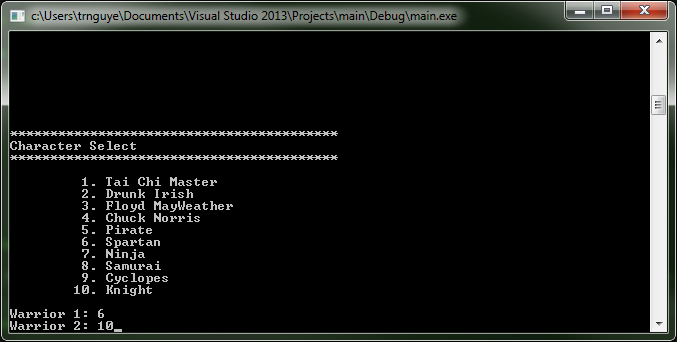 c:\Users\trnguye\Documents\Visual Studio 2013\Projects\main\Debug\main.exe
*****************************************
Character Select
*****************************************
1. Tai Chi Master
2. Drunk Irish
3. Floyd MayWeather
4. Chuck Norris
5. Pirate
6. Spartan
7. Ninja
8. Samurai
9. Cyclopes
10. Knight
Warrior 1: 6
Warrior 2: 10_